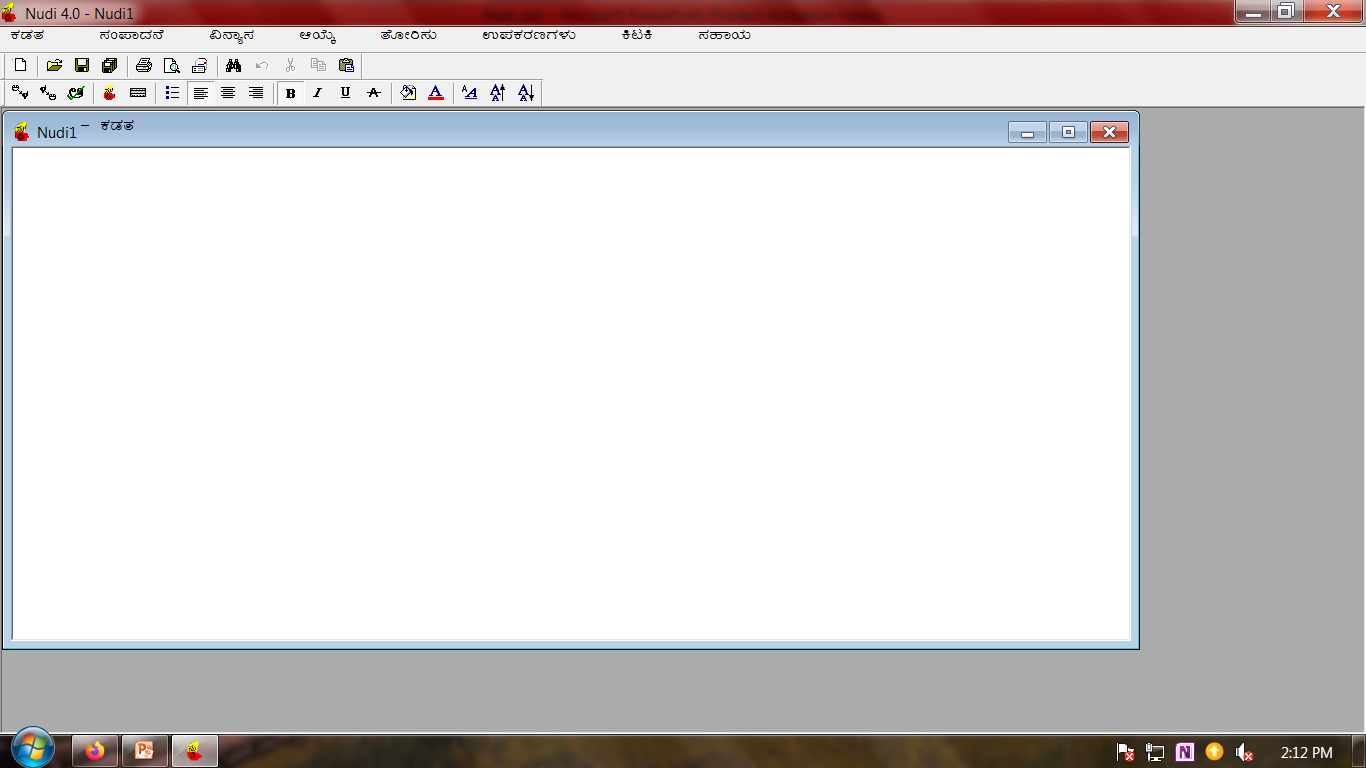 Nudi 4.0 - Nudi1
ಕಡತ ಸಂಪಾದನೆ ವಿನ್ಯಾಸ ಆಯ್ಕೆ ತೋರಿಸು ಉಪಕರಣಗಳು ಕಿಟಕಿ ಸಹಾಯ
B I U A A A A A
Nudi1 – ಕಡತ
2:12 PM